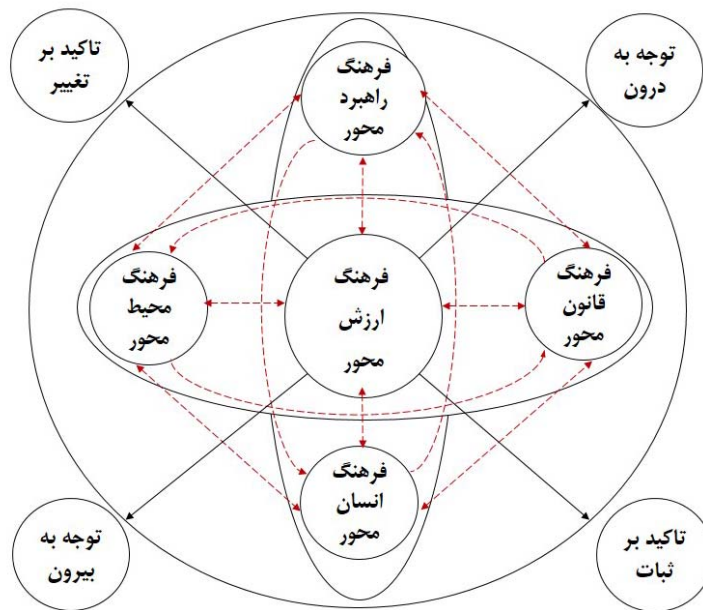 توجه به
درون
تاکید بر
تغییر
فرهنگ
راهبرد
محور
فرهنگ
قانون
محور
فرهنگ
ارزش
محور
فرهنگ
محیط
محور
فرهنگ
انسان
محور
تاکید بر
ثبات
توجه به
بیرون